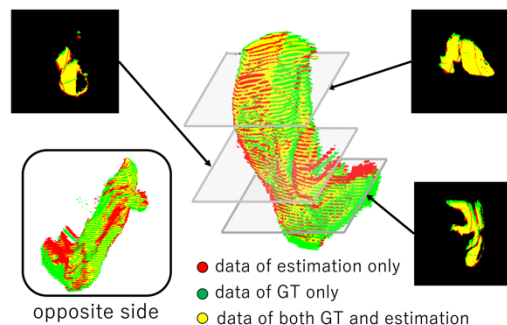 opposite side
data of estimation only
data of GT only
data of both GT and estimation